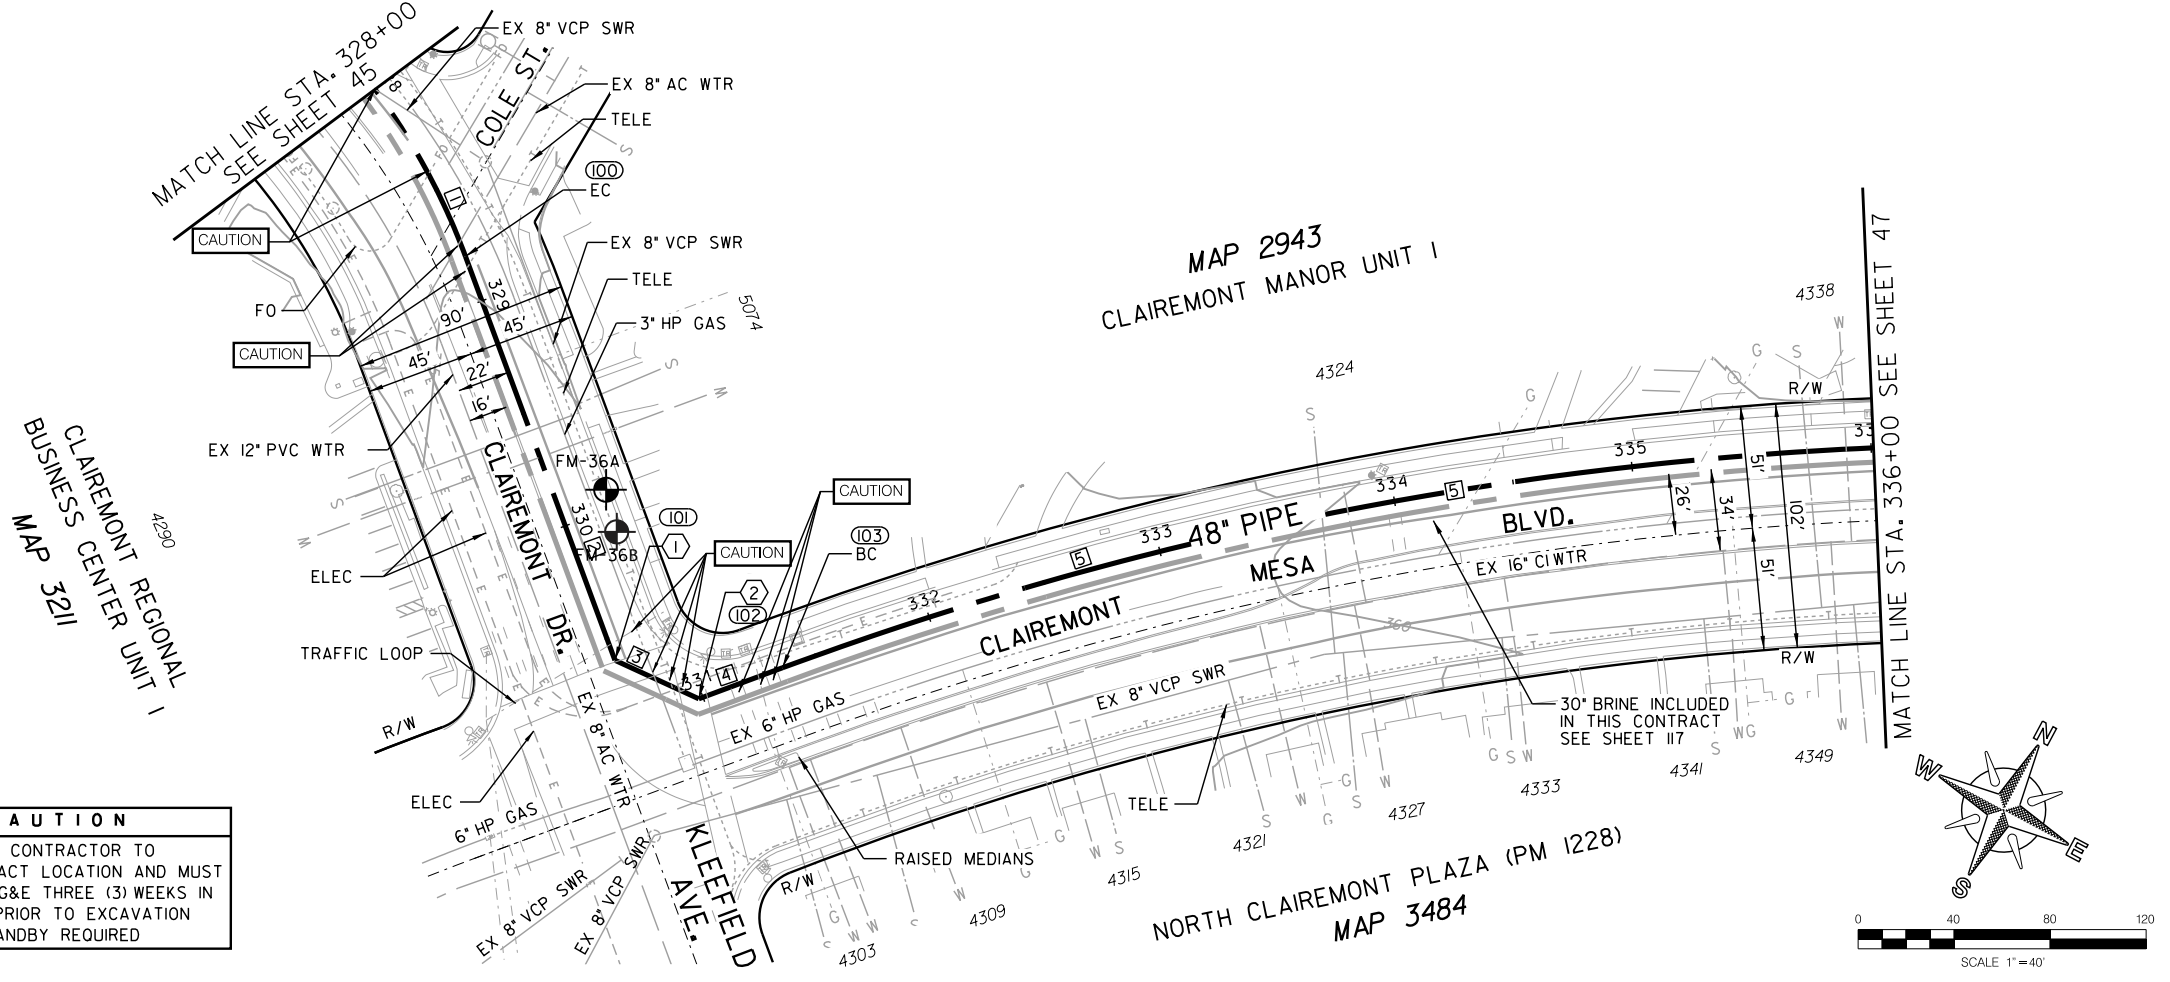 MATCH LINE STA. 328+00
SEE SHEET 45
EX 8" VCP SWR
COLE ST.
EX 8" AC WTR
TELE
100
EC
1
CAUTION
FO
EX 8" VCP SWR
TELE
3" HP GAS
5074
329
90'
45'
45'
22'
16'
CAUTION
EX 12" PVC WTR
CLAIREMONT DR.
FM-36A
FM-36B
330
2
101
1
CAUTION
CAUTION
103
BC
2
102
3
4
331
CLAIREMONT REGIONAL
BUSINESS CENTER UNIT 1
MAP 3211
4290
ELEC
TRAFFIC LOOP
R/W
ELEC
6" HP GAS
EX 8" AC WTR
EX 8" VCP SWR
EX 8" VCP SWR
KLEEFIELD
AVE.
R/W
EX 6" HP GAS
RAISED MEDIANS
MAP 2943
CLAIREMONT MANOR UNIT 1
4324
4338
332
5
333
48" PIPE
334
5
335
CLAIREMONT
MESA
BLVD.
EX 16" CI WTR
EX 8" VCP SWR
360
26'
34'
51'
51'
102'
R/W
R/W
TELE
30" BRINE INCLUDED
IN THIS CONTRACT
SEE SHEET 117
4303
4309
4315
4321
4327
4333
4341
4349
NORTH CLAIREMONT PLAZA (PM 1228)
MAP 3484
MATCH LINE STA. 336+00 SEE SHEET 47
N
W
E
S
0 40 80 120
SCALE 1"=40'
AUTION
CONTRACTOR TO
ACT LOCATION AND MUST
G&E THREE (3) WEEKS IN
PRIOR TO EXCAVATION
ANDBY REQUIRED